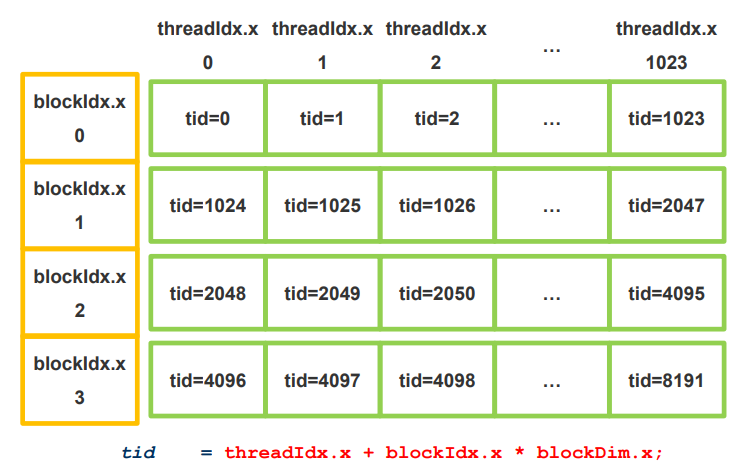 threadIdx.x threadIdx.x threadIdx.x … threadIdx.x
0 1 2 1023
blockIdx.x
0
tid=0 tid=1 tid=2 … tid=1023
blockIdx.x
1
tid=1024 tid=1025 tid=1026 … tid=2047
blockIdx.x
2
tid=2048 tid=2049 tid=2050 … tid=4095
blockIdx.x
3
tid=4096 tid=4097 tid=4098 … tid=8191
tid = threadIdx.x + blockIdx.x * blockDim.x;